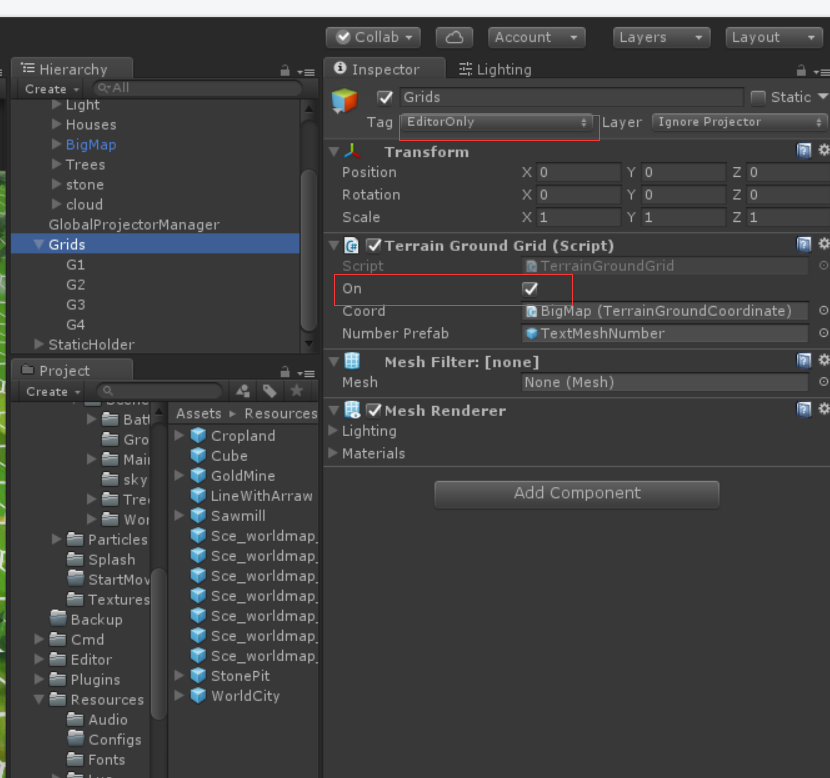 Collab Account Layers Layout
Hierarchy
Create All
Light
Houses
BigMap
Trees
stone
cloud
GlobalProjectorManager
Grids
G1
G2
G3
G4
StaticHolder
Project
Create
Batt
Gro
Mai
sky
Tre
Wor
Particles
Splash
StartMov
Textures
Backup
Cmd
Editor
Plugins
Resources
Audio
Configs
Fonts
Assets Resources
Cropland
Cube
GoldMine
LineWithArraw
Sawmill
Sce_worldmap_
Sce_worldmap_
Sce_worldmap_
Sce_worldmap_
Sce_worldmap_
Sce_worldmap_
Sce_worldmap_
StonePit
WorldCity
Inspector Lighting
Grids Static
Tag EditorOnly Layer Ignore Projector
Transform
Position X 0 Y 0 Z 0
Rotation X 0 Y 0 Z 0
Scale X 1 Y 1 Z 1
Terrain Ground Grid (Script)
Script TerrainGroundGrid
On
Coord BigMap (TerrainGroundCoordinate)
Number Prefab TextMeshNumber
Mesh Filter: [none]
Mesh None (Mesh)
Mesh Renderer
Lighting
Materials
Add Component